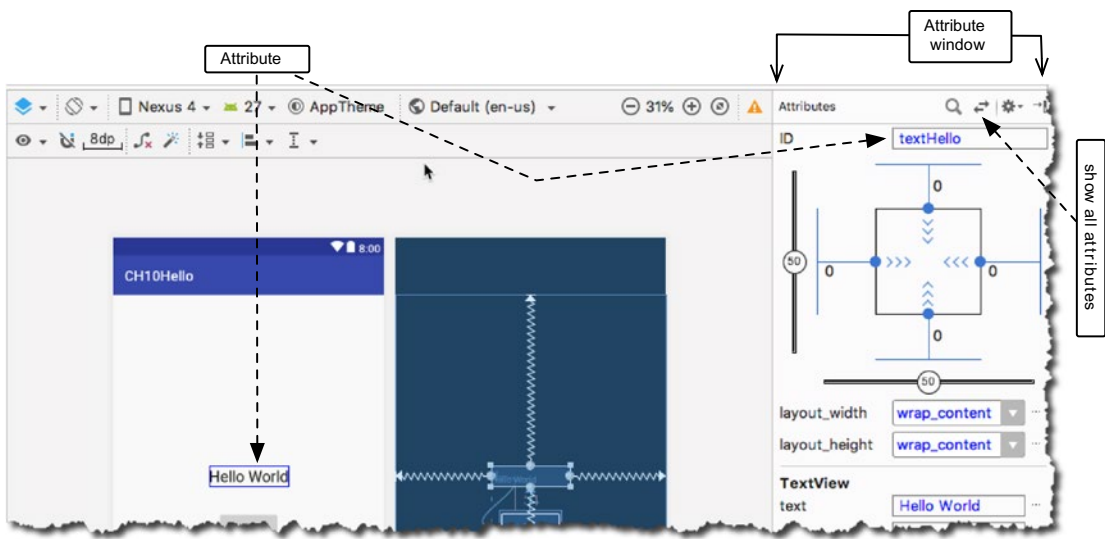 Attribute
window
Attribute
Nexus 4
27
AppTheme
Default (en-us)
31%
Attributes
8dp
ID
textHello
show all attributes
0
8:00
CH10Hello
50
0
0
0
50
layout_width
wrap_content
layout_height
wrap_content
Hello World
TextView
text
Hello World